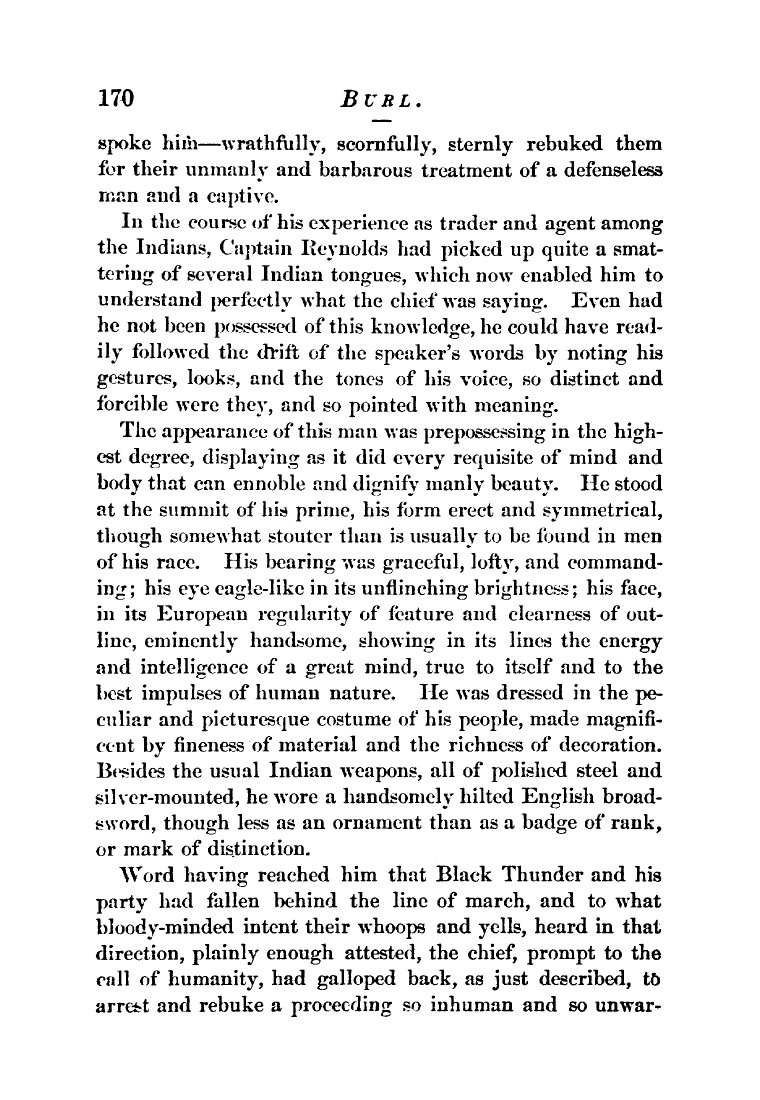 170 BURL.
spoke him—wrathfully, scornfully, sternly rebuked them
for their unmanly and barbarous treatment of a defenseless
man and a captive.
In the course of his experience as trader and agent among
the Indians, Captain Reynolds had picked up quite a smat-
tering of several Indian tongues, which now enabled him to
understand perfectly what the chief was saying. Even had
he not been possessed of this knowledge, he could have read-
ily followed the drift of the speaker's words by noting his
gestures, looks, and the tones of his voice, so distinct and
forcible were they, and so pointed with meaning.
The appearance of this man was prepossessing in the high-
est degree, displaying as it did every requisite of mind and
body that can ennoble and dignify manly beauty. He stood
at the summit of his prime, his form erect and symmetrical,
though somewhat stouter than is usually to be found in men
of his race. His bearing was graceful, lofty, and command-
ing; his eye eagle-like in its unflinching brightness; his face,
in its European regularity of feature and clearness of out-
line, eminently handsome, showing in its lines the energy
and intelligence of a great mind, true to itself and to the
best impulses of human nature. He was dressed in the pe-
culiar and picturesque costume of his people, made magnifi-
cent by fineness of material and the richness of decoration.
Besides the usual Indian weapons, all of polished steel and
silver-mounted, he wore a handsomely hilted English broad-
sword, though less as an ornament than as a badge of rank,
or mark of distinction.
Word having reached him that Black Thunder and his
party had fallen behind the line of march, and to what
bloody-minded intent their whoops and yells, heard in that
direction, plainly enough attested, the chief, prompt to the
call of humanity, had galloped back, as just described, to
arrest and rebuke a proceeding so inhuman and so unwar-